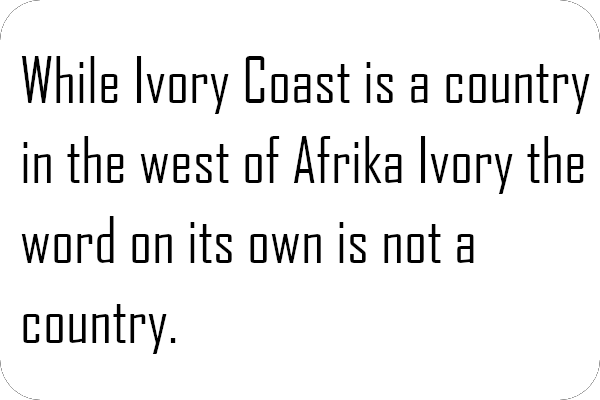 While Ivory Coast is a country
in the west of Afrika Ivory the
word on its own is not a
country.